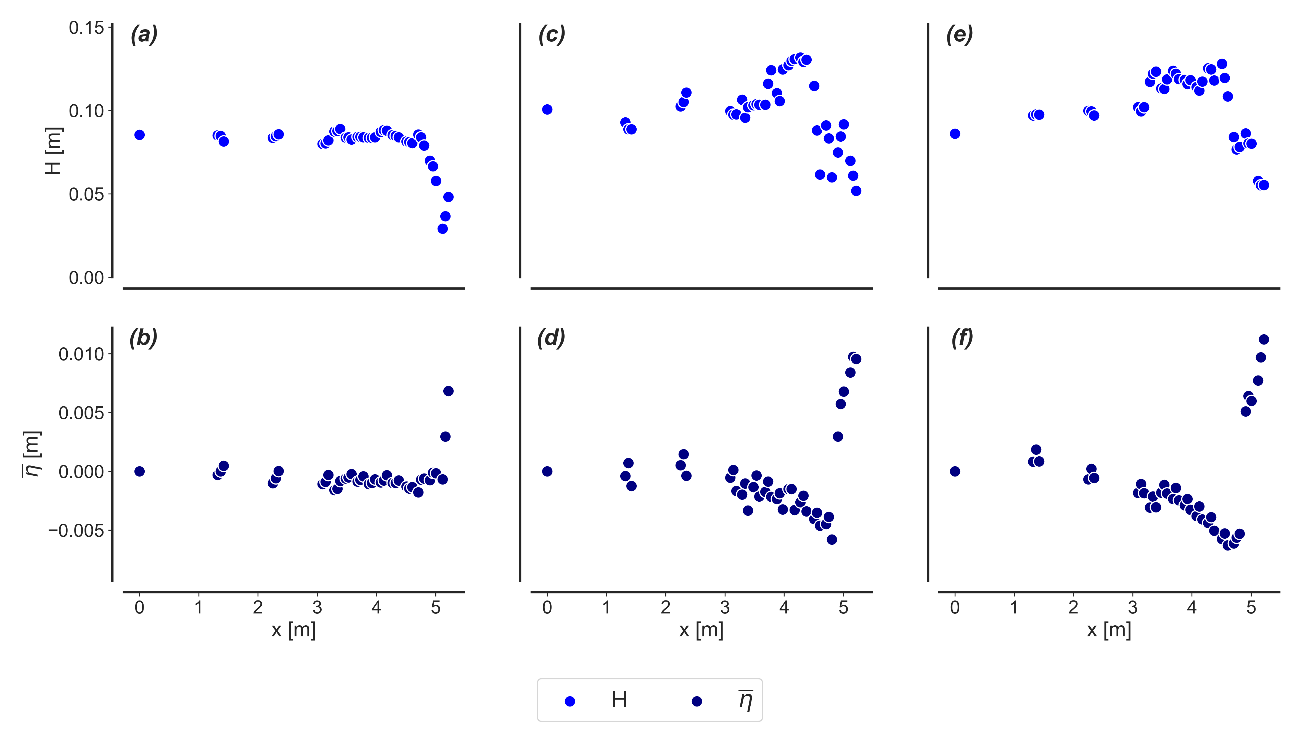 (a) (c) (e)
0.15
0.10
0.05
0.00
H [m]
(b) (d) (f)
0.010
0.005
0.000
−0.005
η̅ [m]
0 1 2 3 4 5 0 1 2 3 4 5 0 1 2 3 4 5
x [m] x [m] x [m]
H η̅